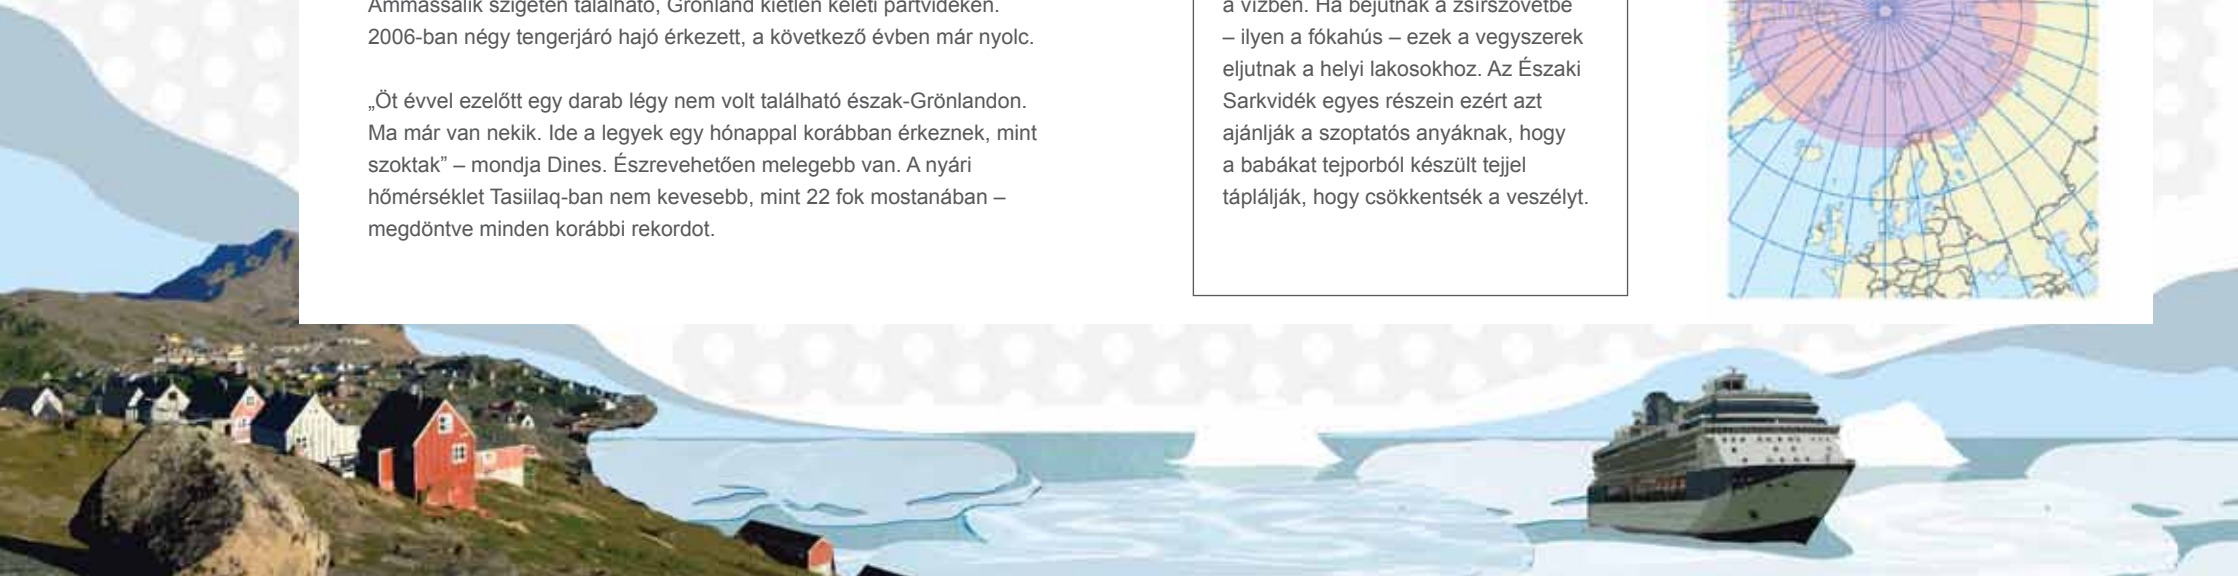 Ammassalik szigetén található, Grönland kietlen keleti partvidékén.
2006-ban négy tengerjáró hajó érkezett, a következő évben már nyolc.
„Öt évvel ezelőtt egy darab légy nem volt található észak-Grönlandon.
Ma már van nekik. Ide a legyek egy hónappal korábban érkeznek, mint
szoktak” – mondja Dines. Észrevehetően melegebb van. A nyári
hőmérséklet Tasiilaq-ban nem kevesebb, mint 22 fok mostanában –
megdöntve minden korábbi rekordot.
a vízben. Ha bejutnak a zsírszövetbe
– ilyen a fókahús – ezek a vegyszerek
eljutnak a helyi lakosokhoz. Az Északi
Sarkvidék egyes részein ezért azt
ajánlják a szoptatós anyáknak, hogy
a babákat tejporból készült tejjel
táplálják, hogy csökkentsék a veszélyt.